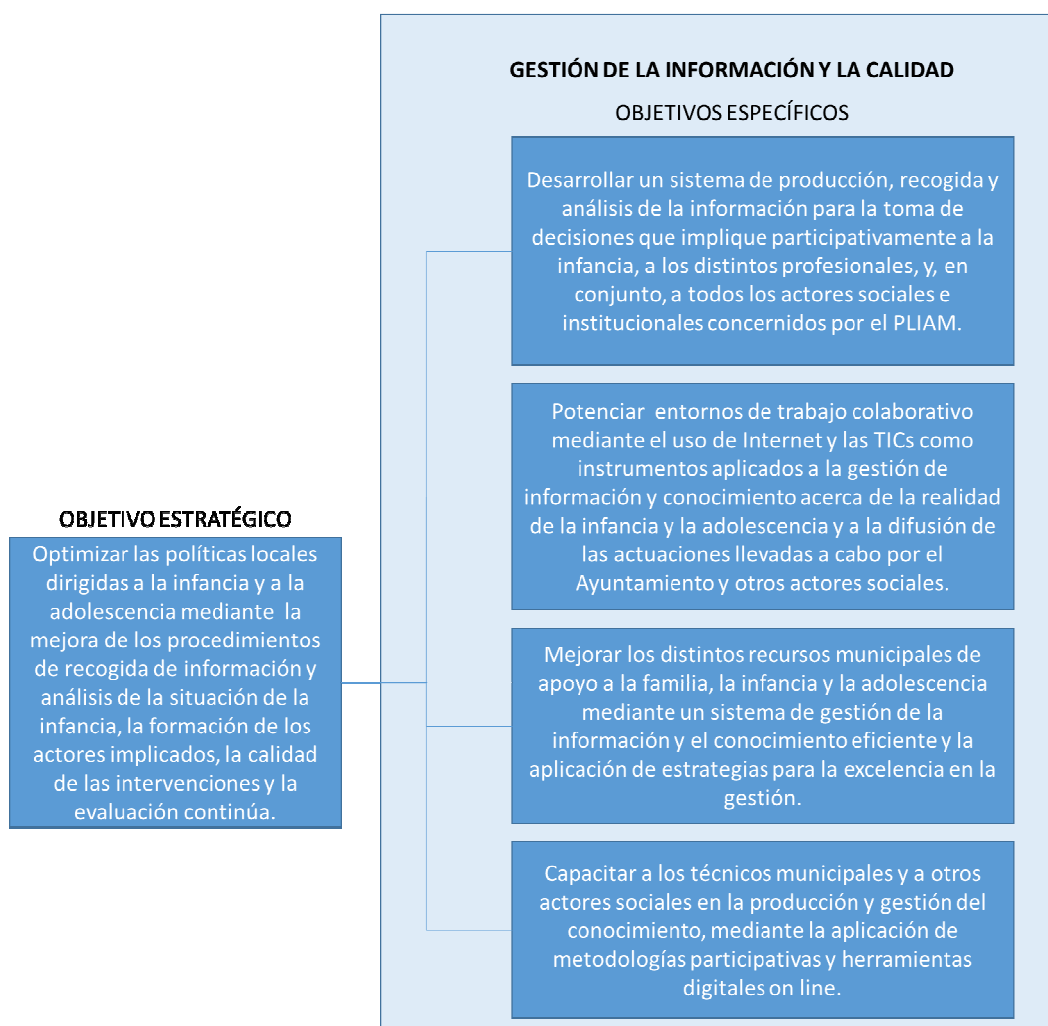 GESTIÓN DE LA INFORMACIÓN Y LA CALIDAD
OBJETIVOS ESPECÍFICOS
Desarrollar un sistema de producción, recogida y
análisis de la información para la toma de
decisiones que implique participativamente a la
infancia, a los distintos profesionales, y, en
conjunto, a todos los actores sociales e
institucionales concernidos por el PLIAM.
Potenciar entornos de trabajo colaborativo
mediante el uso de Internet y las TICs como
instrumentos aplicados a la gestión de
información y conocimiento acerca de la realidad
de la infancia y la adolescencia y a la difusión de
las actuaciones llevadas a cabo por el
Ayuntamiento y otros actores sociales.
OBJETIVO ESTRATÉGICO
Optimizar las políticas locales
dirigidas a la infancia y a la
adolescencia mediante la
mejora de los procedimientos
de recogida de información y
análisis de la situación de la
infancia, la formación de los
actores implicados, la calidad
de las intervenciones y la
evaluación continúa.
Mejorar los distintos recursos municipales de
apoyo a la familia, la infancia y la adolescencia
mediante un sistema de gestión de la
información y el conocimiento eficiente y la
aplicación de estrategias para la excelencia en la
gestión.
Capacitar a los técnicos municipales y a otros
actores sociales en la producción y gestión del
conocimiento, mediante la aplicación de
metodologías participativas y herramientas
digitales on line.